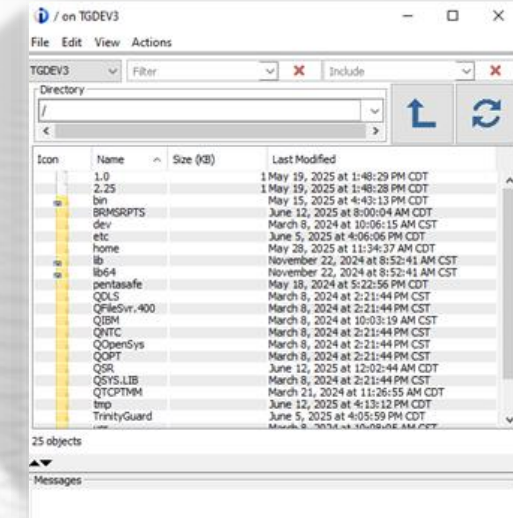 / on TGDEV3
File Edit View Actions
TGDEV3 Filter Include
Directory
/
Icon Name Size (KB) Last Modified
1.0 1 May 19, 2025 at 1:48:29 PM CDT
2.25 1 May 19, 2025 at 1:48:28 PM CDT
bin May 15, 2025 at 4:43:13 PM CDT
BRMSRPTS June 12, 2025 at 8:00:04 AM CDT
dev March 8, 2024 at 10:06:15 AM CST
etc June 5, 2025 at 4:06:06 PM CDT
home May 28, 2025 at 11:34:37 AM CDT
lib November 22, 2024 at 8:52:41 AM CST
lib64 November 22, 2024 at 8:52:41 AM CST
pentasafe May 18, 2024 at 5:22:56 PM CDT
QDLS March 8, 2024 at 2:21:44 PM CST
QFileSvr.400 March 8, 2024 at 2:21:44 PM CST
QIBM March 8, 2024 at 10:03:19 AM CST
QNTC March 8, 2024 at 2:21:44 PM CST
QOpenSys March 8, 2024 at 2:21:44 PM CST
QOPT March 8, 2024 at 2:21:44 PM CST
QSR June 12, 2025 at 12:02:44 AM CDT
QSYS.LIB March 8, 2024 at 2:21:44 PM CST
QTCPTMM March 21, 2024 at 11:26:55 AM CDT
tmp June 12, 2025 at 4:13:12 PM CDT
TrinityGuard June 5, 2025 at 4:05:59 PM CDT
25 objects
Messages